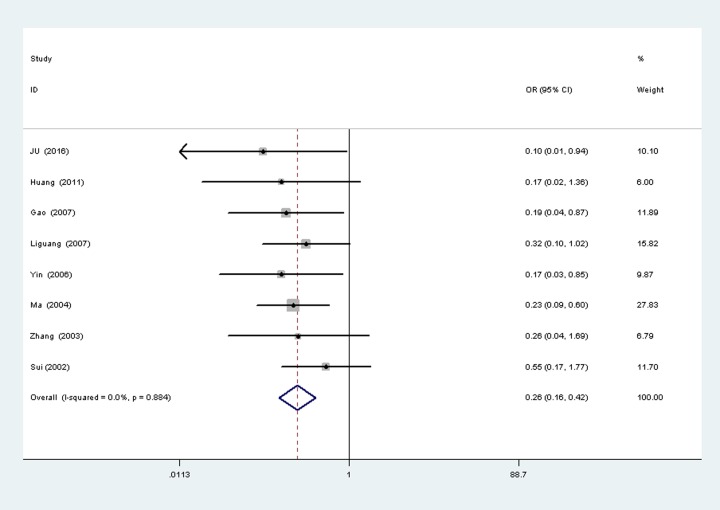 Study %
ID OR (95% CI) Weight
JU (2016) 0.10 (0.01, 0.94) 10.10
Huang (2011) 0.17 (0.02, 1.36) 6.00
Gao (2007) 0.19 (0.04, 0.87) 11.89
Liguang (2007) 0.32 (0.10, 1.02) 15.82
Yin (2006) 0.17 (0.03, 0.85) 9.87
Ma (2004) 0.23 (0.09, 0.60) 27.83
Zhang (2003) 0.26 (0.04, 1.69) 6.79
Sui (2002) 0.55 (0.17, 1.77) 11.70
Overall (I-squared = 0.0%, p = 0.884) 0.26 (0.16, 0.42) 100.00
.0113 1 88.7